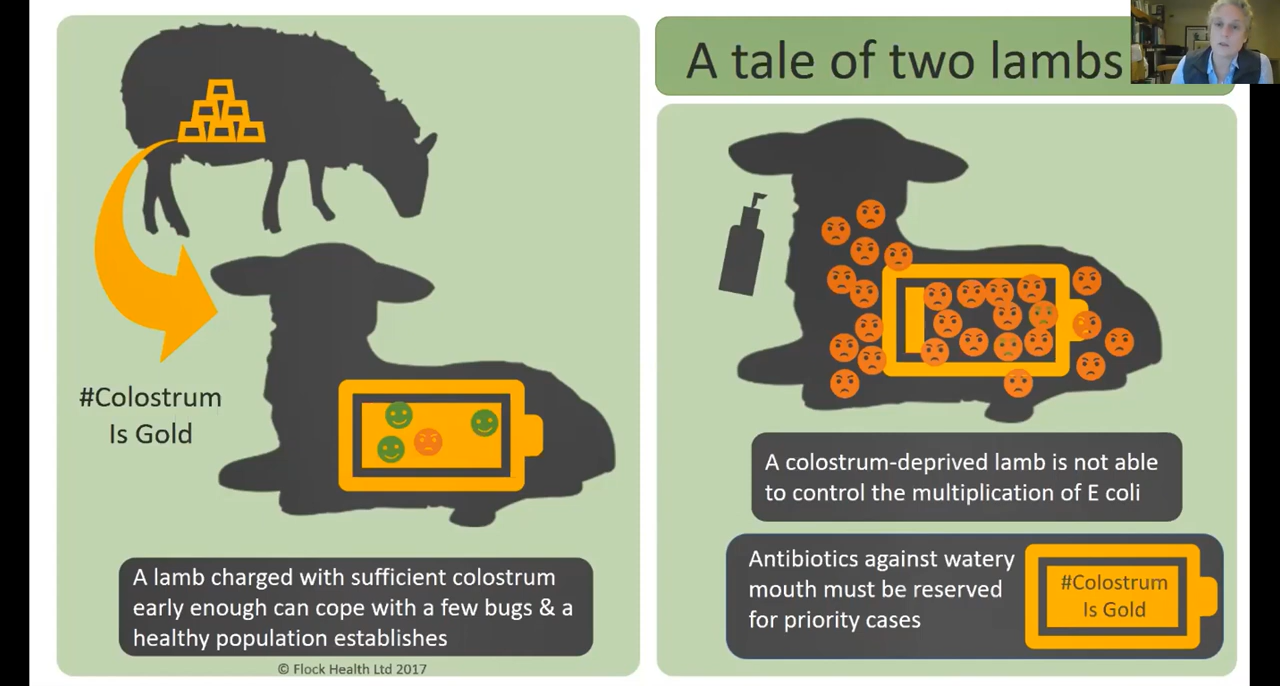 A tale of two lambs
#Colostrum
Is Gold
A lamb charged with sufficient colostrum
early enough can cope with a few bugs & a
healthy population establishes
© Flock Health Ltd 2017
A colostrum-deprived lamb is not able
to control the multiplication of E coli
Antibiotics against watery
mouth must be reserved
for priority cases
#Colostrum
Is Gold